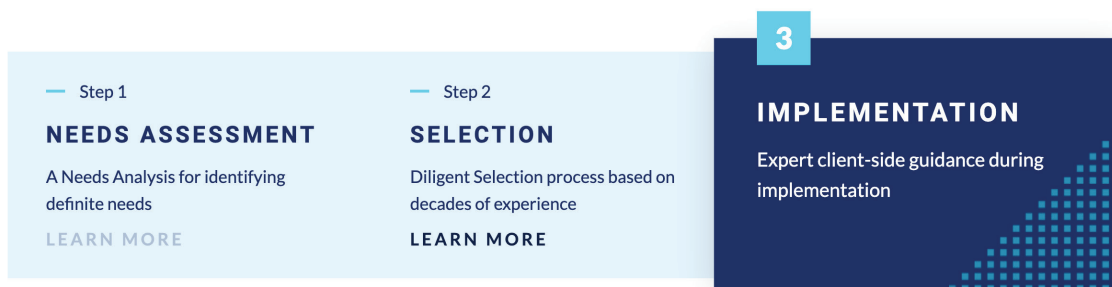 Step 1
NEEDS ASSESSMENT
A Needs Analysis for identifying
definite needs
LEARN MORE
Step 2
SELECTION
Diligent Selection process based on
decades of experience
LEARN MORE
3
IMPLEMENTATION
Expert client-side guidance during
implementation